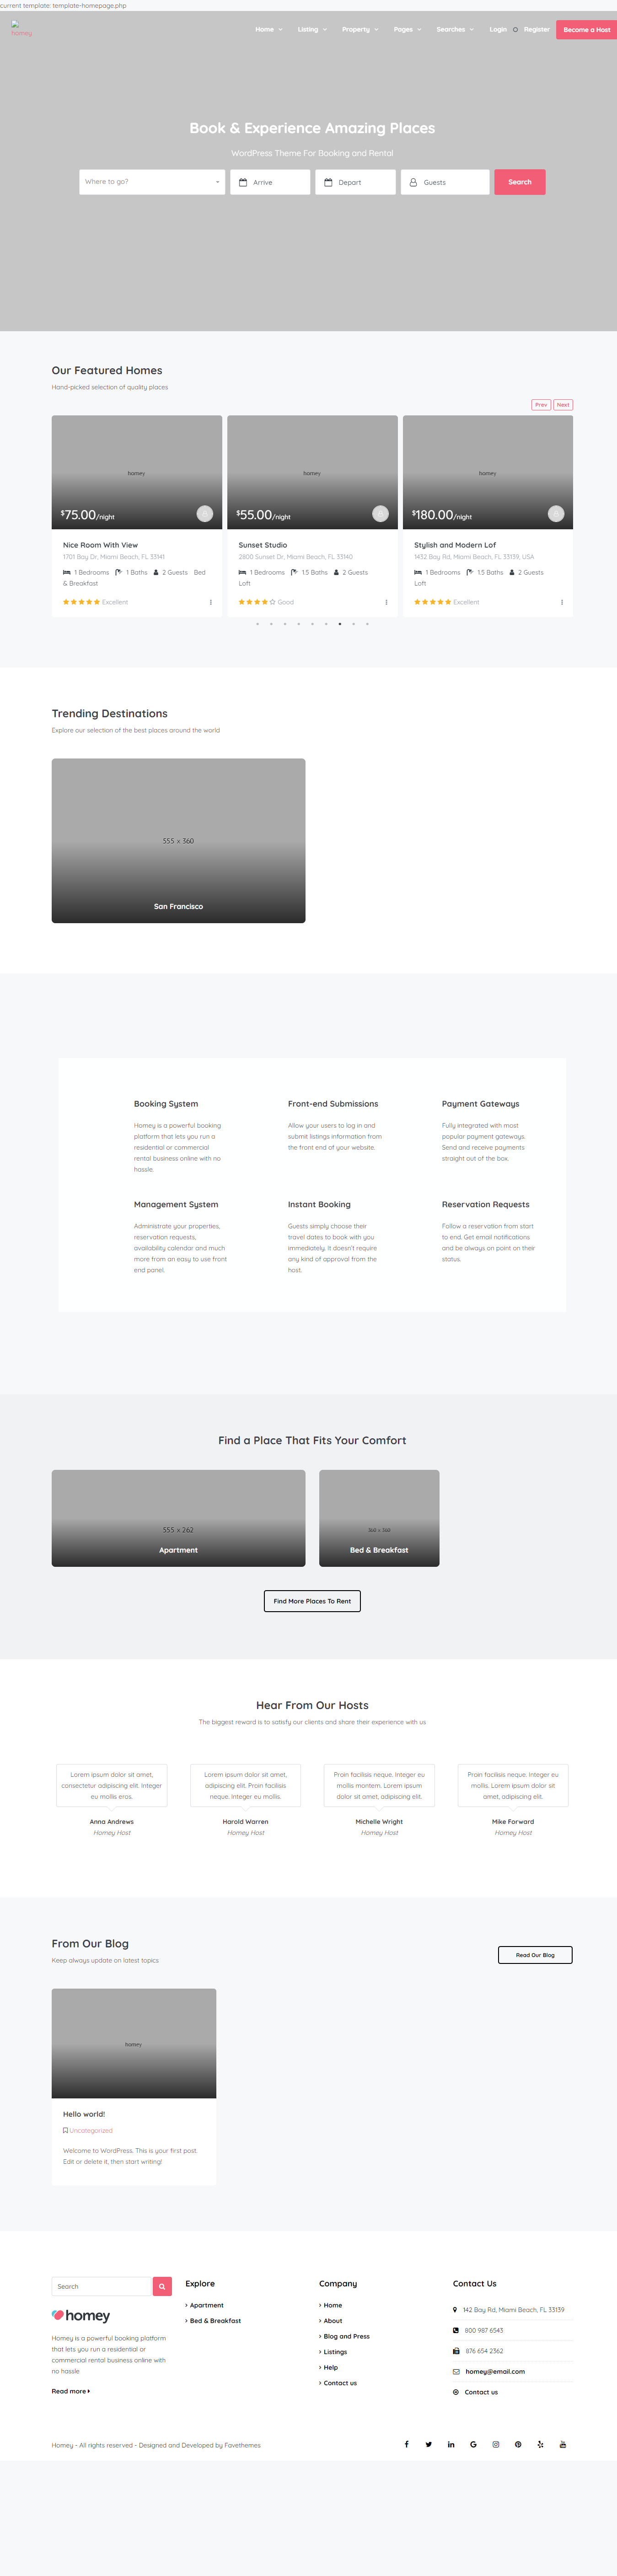 current template: template-homepage.php
homey
Home Listing Property Pages Searches Login Register Become a Host
Book & Experience Amazing Places
WordPress Theme For Booking and Rental
Where to go? Arrive Depart Guests Search
Our Featured Homes
Hand-picked selection of quality places
Prev Next
homey
$75.00/night
Nice Room With View
1701 Bay Dr, Miami Beach, FL 33141
1 Bedrooms 1 Baths 2 Guests Bed
& Breakfast
Excellent
homey
$55.00/night
Sunset Studio
2800 Sunset Dr, Miami Beach, FL 33140
1 Bedrooms 1.5 Baths 2 Guests
Loft
Good
homey
$180.00/night
Stylish and Modern Lof
1432 Bay Rd, Miami Beach, FL 33139, USA
1 Bedrooms 1.5 Baths 2 Guests
Loft
Excellent
Trending Destinations
Explore our selection of the best places around the world
555 x 360
San Francisco
Booking System
Homey is a powerful booking
platform that lets you run a
residential or commercial
rental business online with no
hassle.
Front-end Submissions
Allow your users to log in and
submit listings information from
the front end of your website.
Payment Gateways
Fully integrated with most
popular payment gateways.
Send and receive payments
straight out of the box.
Management System
Administrate your properties,
reservation requests,
availability calendar and much
more from an easy to use front
end panel.
Instant Booking
Guests simply choose their
travel dates to book with you
immediately. It doesn't require
any kind of approval from the
host.
Reservation Requests
Follow a reservation from start
to end. Get email notifications
and be always on point on their
status.
Find a Place That Fits Your Comfort
555 x 262
Apartment
360 x 360
Bed & Breakfast
Find More Places To Rent
Hear From Our Hosts
The biggest reward is to satisfy our clients and share their experience with us
Lorem ipsum dolor sit amet,
consectetur adipiscing elit. Integer
eu mollis eros.
Anna Andrews
Homey Host
Lorem ipsum dolor sit amet,
adipiscing elit. Proin facilisis
neque. Integer eu mollis.
Harold Warren
Homey Host
Proin facilisis neque. Integer eu
mollis montem. Lorem ipsum
dolor sit amet, adipiscing elit.
Michelle Wright
Homey Host
Proin facilisis neque. Integer eu
mollis. Lorem ipsum dolor sit
amet, adipiscing elit.
Mike Forward
Homey Host
From Our Blog
Keep always update on latest topics
Read Our Blog
homey
Hello world!
Uncategorized
Welcome to WordPress. This is your first post.
Edit or delete it, then start writing!
Search
homey
Homey is a powerful booking platform
that lets you run a residential or
commercial rental business online with
no hassle
Read more
Explore
Apartment
Bed & Breakfast
Company
Home
About
Blog and Press
Listings
Help
Contact us
Contact Us
142 Bay Rd, Miami Beach, FL 33139
800 987 6543
876 654 2362
homey@email.com
Contact us
Homey - All rights reserved - Designed and Developed by Favethemes